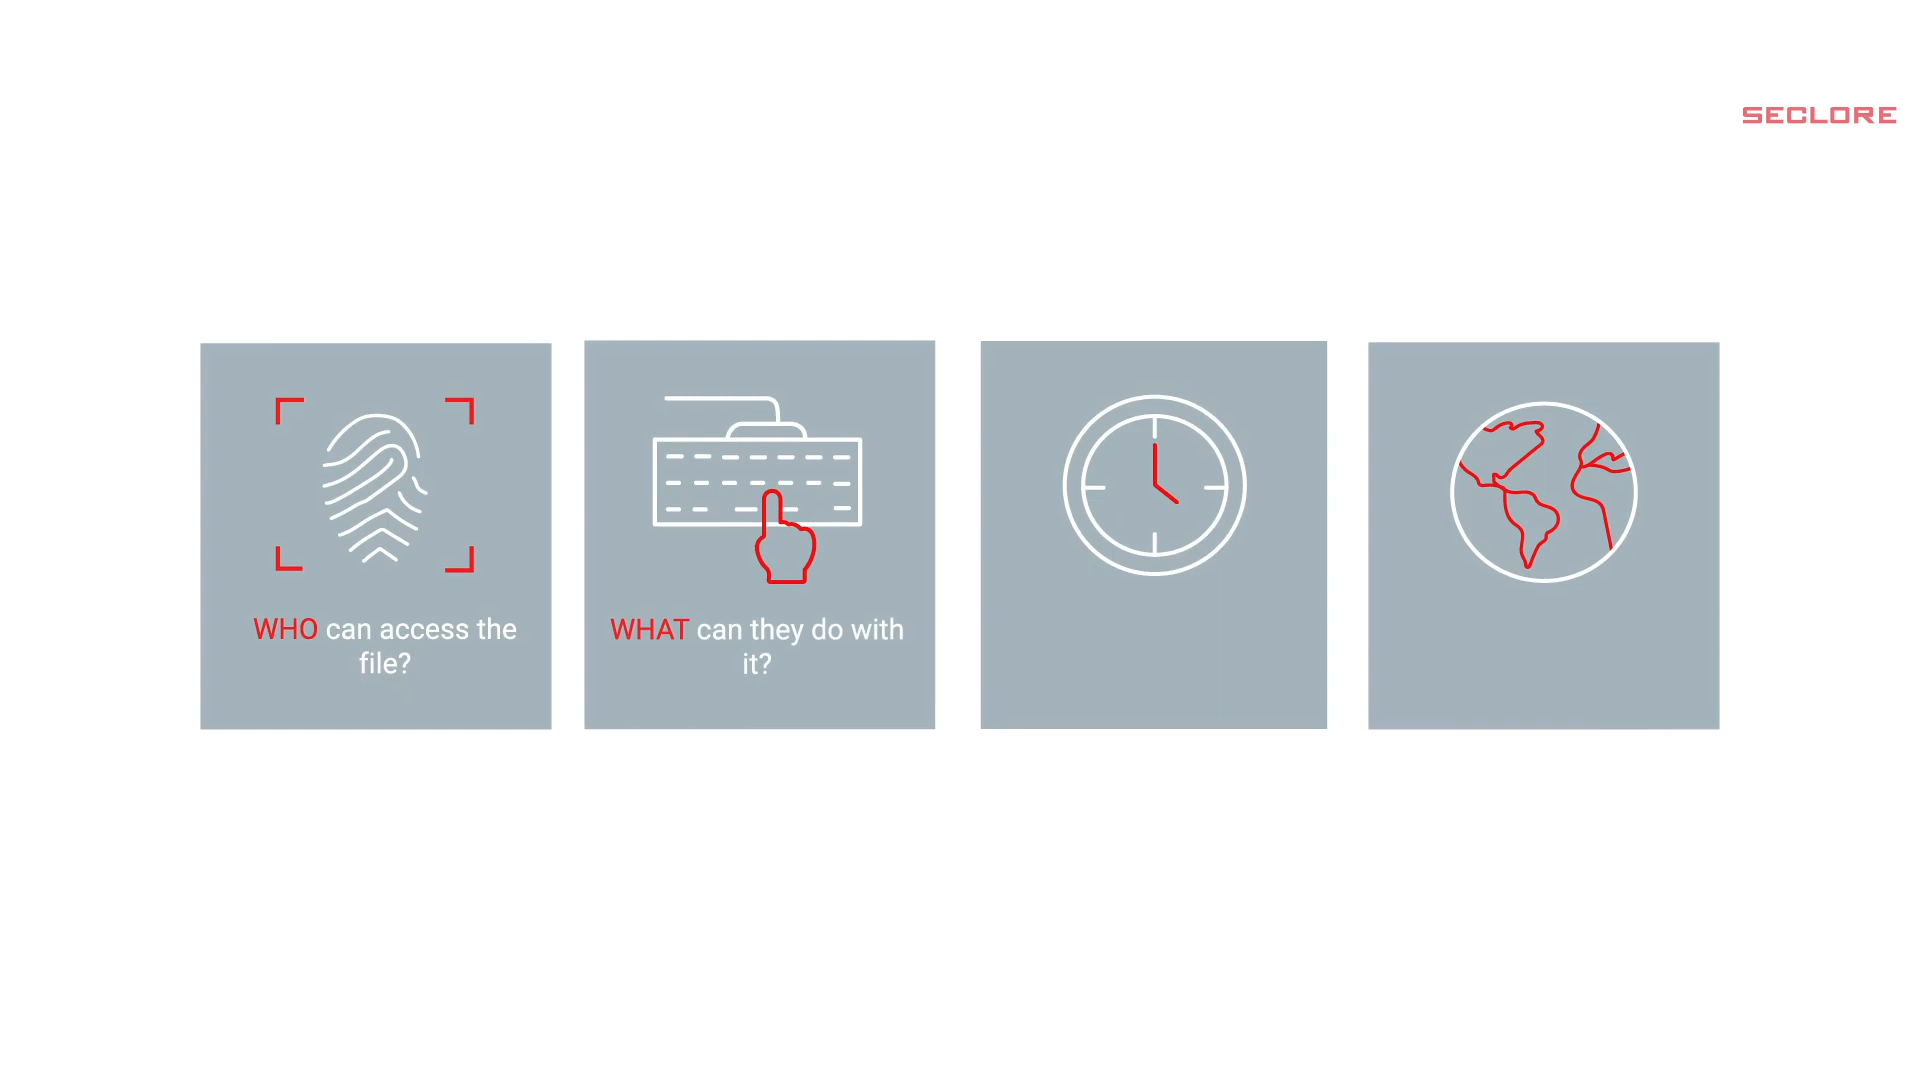 SECLORE
WHO can access the
file?
WHAT can they do with
it?